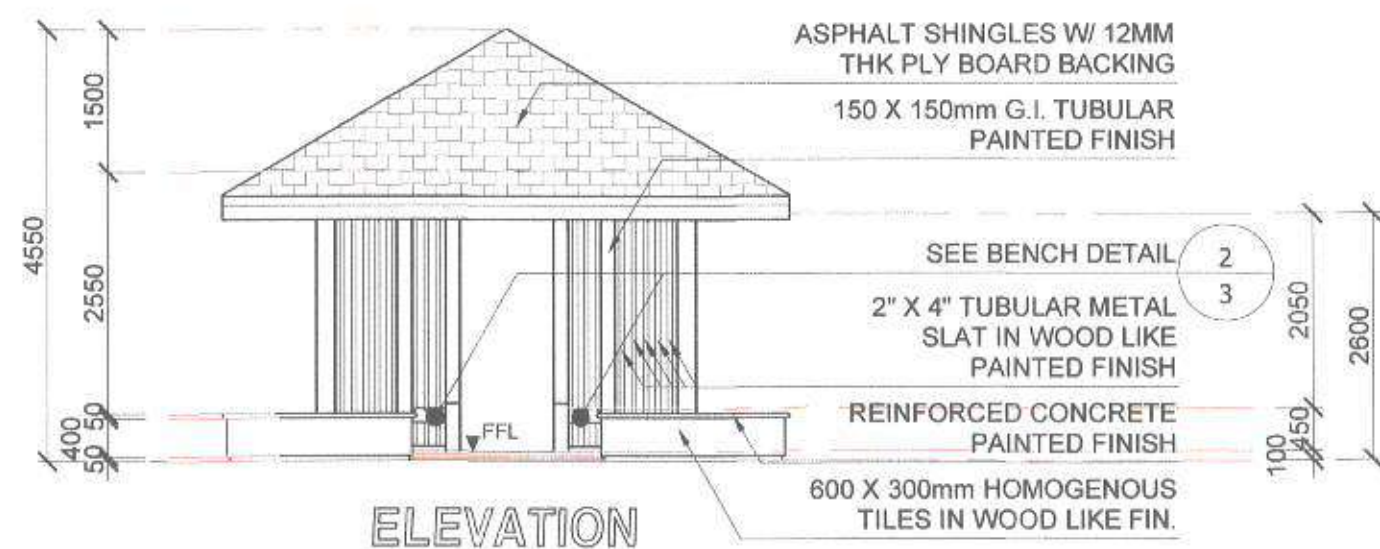 ASPHALT SHINGLES W/ 12MM
THK PLY BOARD BACKING
150 X 150mm G.I. TUBULAR
PAINTED FINISH
SEE BENCH DETAIL
2
3
2" X 4" TUBULAR METAL
SLAT IN WOOD LIKE
PAINTED FINISH
REINFORCED CONCRETE
PAINTED FINISH
600 X 300mm HOMOGENOUS
TILES IN WOOD LIKE FIN.
4550
1500
2550
50
400
50
FFL
2050
2600
450
100
ELEVATION